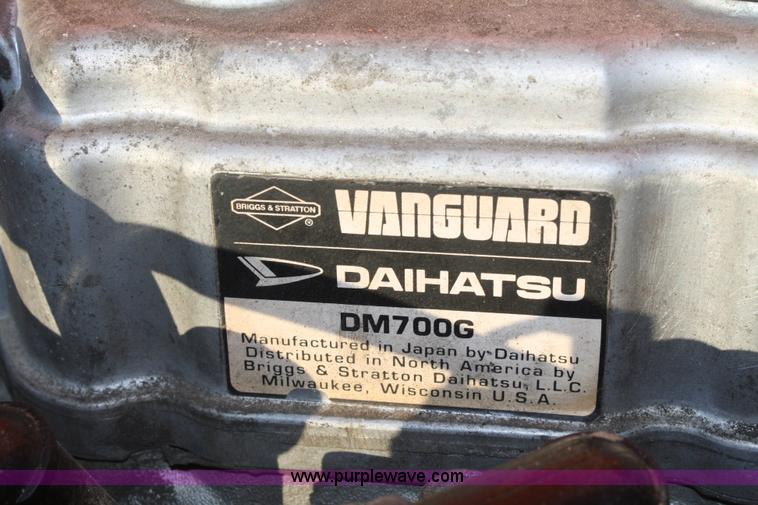 BRIGGS & STRATTON ® VANGUARD
DAIHATSU
DM700G
Manufactured in Japan by Daihatsu
Distributed in North America by
Briggs & Stratton Daihatsu, L.L.C.
Milwaukee, Wisconsin U.S.A.
www.purplewave.com